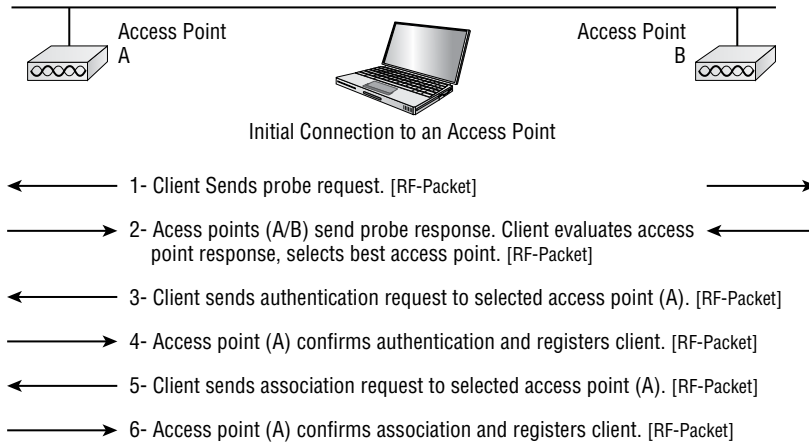 Access Point
A
Access Point
B
Initial Connection to an Access Point
1- Client Sends probe request. [RF-Packet]
2- Acess points (A/B) send probe response. Client evaluates access
point response, selects best access point. [RF-Packet]
3- Client sends authentication request to selected access point (A). [RF-Packet]
4- Access point (A) confirms authentication and registers client. [RF-Packet]
5- Client sends association request to selected access point (A). [RF-Packet]
6- Access point (A) confirms association and registers client. [RF-Packet]